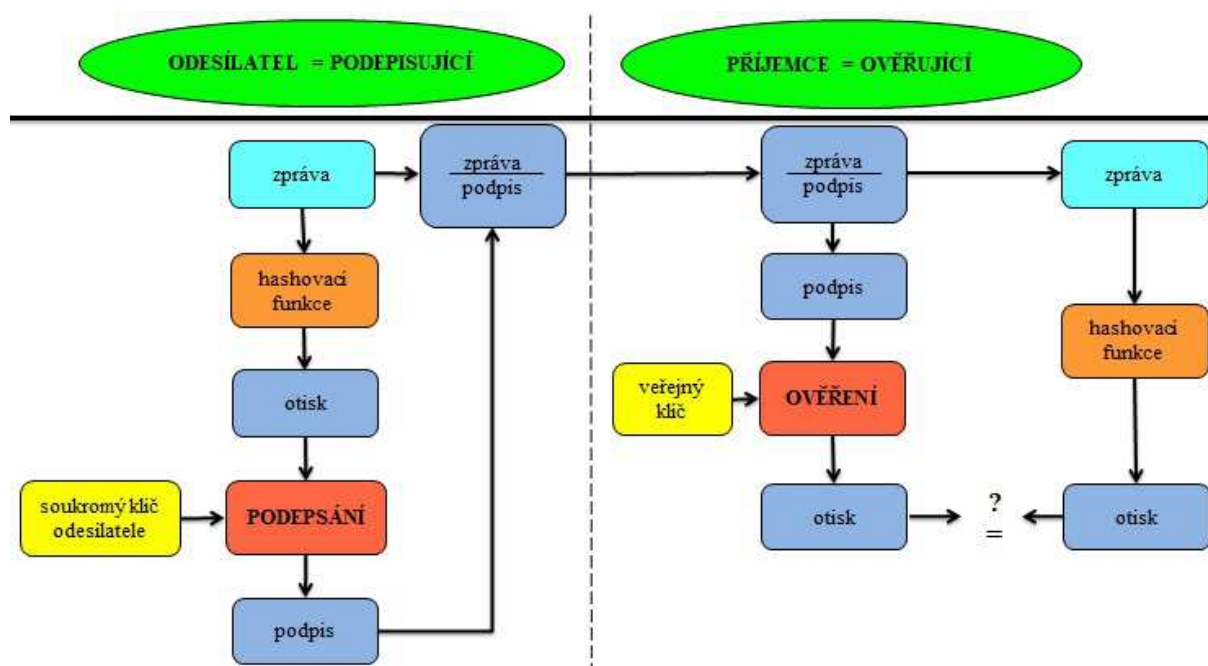 ODESÍLATEL = PODEPISUJÍCÍ
zpráva
zpráva
podpis
hashovací
funkce
otisk
soukromý klíč
odesílatele
PODEPSÁNÍ
podpis
PŘÍJEMCE = OVĚŘUJÍCÍ
zpráva
podpis
zpráva
podpis
hashovací
funkce
veřejný
klíč
OVĚŘENÍ
otisk
?
=
otisk